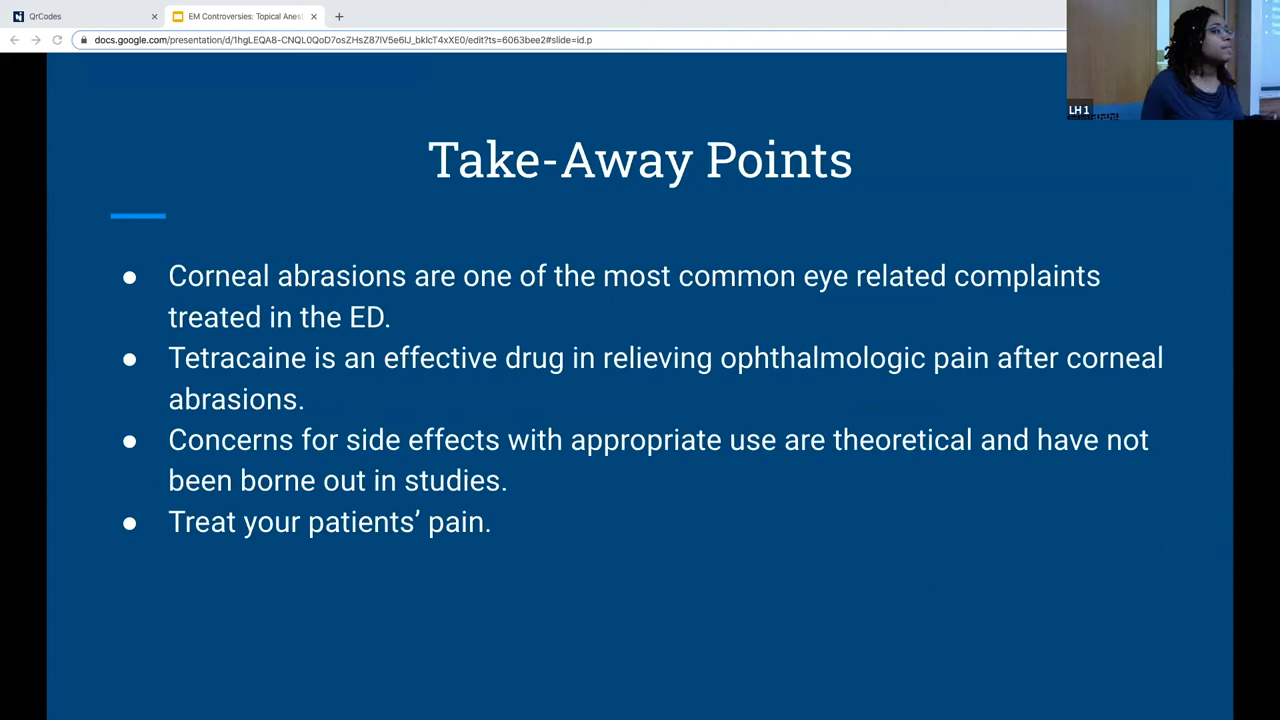 QrCodes
EM Controversies: Topical Anest
docs.google.com/presentation/d/1hgLEQA8-CNQL0QoD7osZHsZ87lV5e6IJ_bkIcT4xXE0/edit?ts=6063bee2#slide=id.p
LH 1
Take-Away Points
● Corneal abrasions are one of the most common eye related complaints
treated in the ED.
● Tetracaine is an effective drug in relieving ophthalmologic pain after corneal
abrasions.
● Concerns for side effects with appropriate use are theoretical and have not
been borne out in studies.
● Treat your patients’ pain.